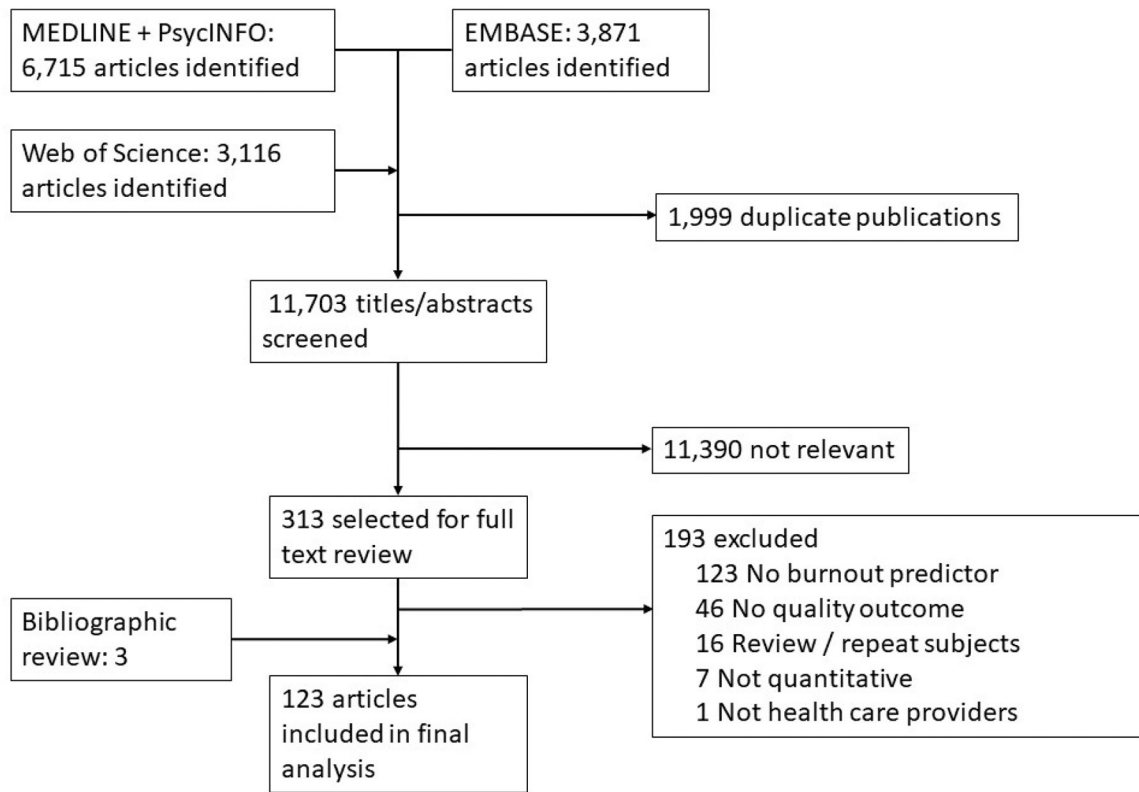 MEDLINE + PsycINFO:
6,715 articles identified
EMBASE: 3,871
articles identified
Web of Science: 3,116
articles identified
1,999 duplicate publications
11,703 titles/abstracts
screened
11,390 not relevant
313 selected for full
text review
193 excluded
123 No burnout predictor
46 No quality outcome
16 Review / repeat subjects
7 Not quantitative
1 Not health care providers
Bibliographic
review: 3
123 articles
included in final
analysis